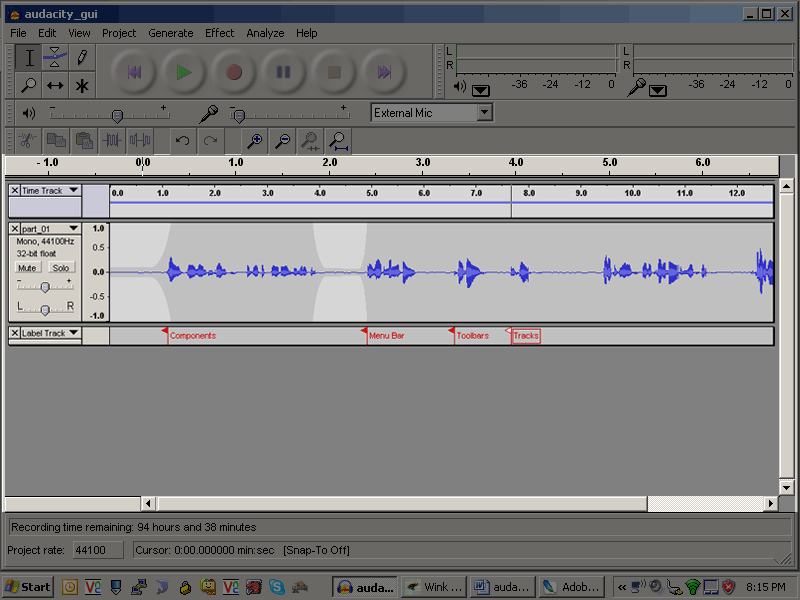 audacity_gui
File Edit View Project Generate Effect Analyze Help
L
R
-36 -24 -12 0
L
R
-36 -24 -12 0
- +
- +
External Mic
- 1.0 0.0 1.0 2.0 3.0 4.0 5.0 6.0
Time Track
0.0 1.0 2.0 3.0 4.0 5.0 6.0 7.0 8.0 9.0 10.0 11.0 12.0
part_01
Mono, 44100Hz
32-bit float
Mute Solo
- +
L R
1.0
0.5
0.0
-0.5
-1.0
Label Track
Components Menu Bar Toolbars Tracks
Recording time remaining: 94 hours and 38 minutes
Project rate: 44100 Cursor: 0:00.000000 min:sec [Snap-To Off]
Start auda... Wink ... auda... Adob... « 8:15 PM